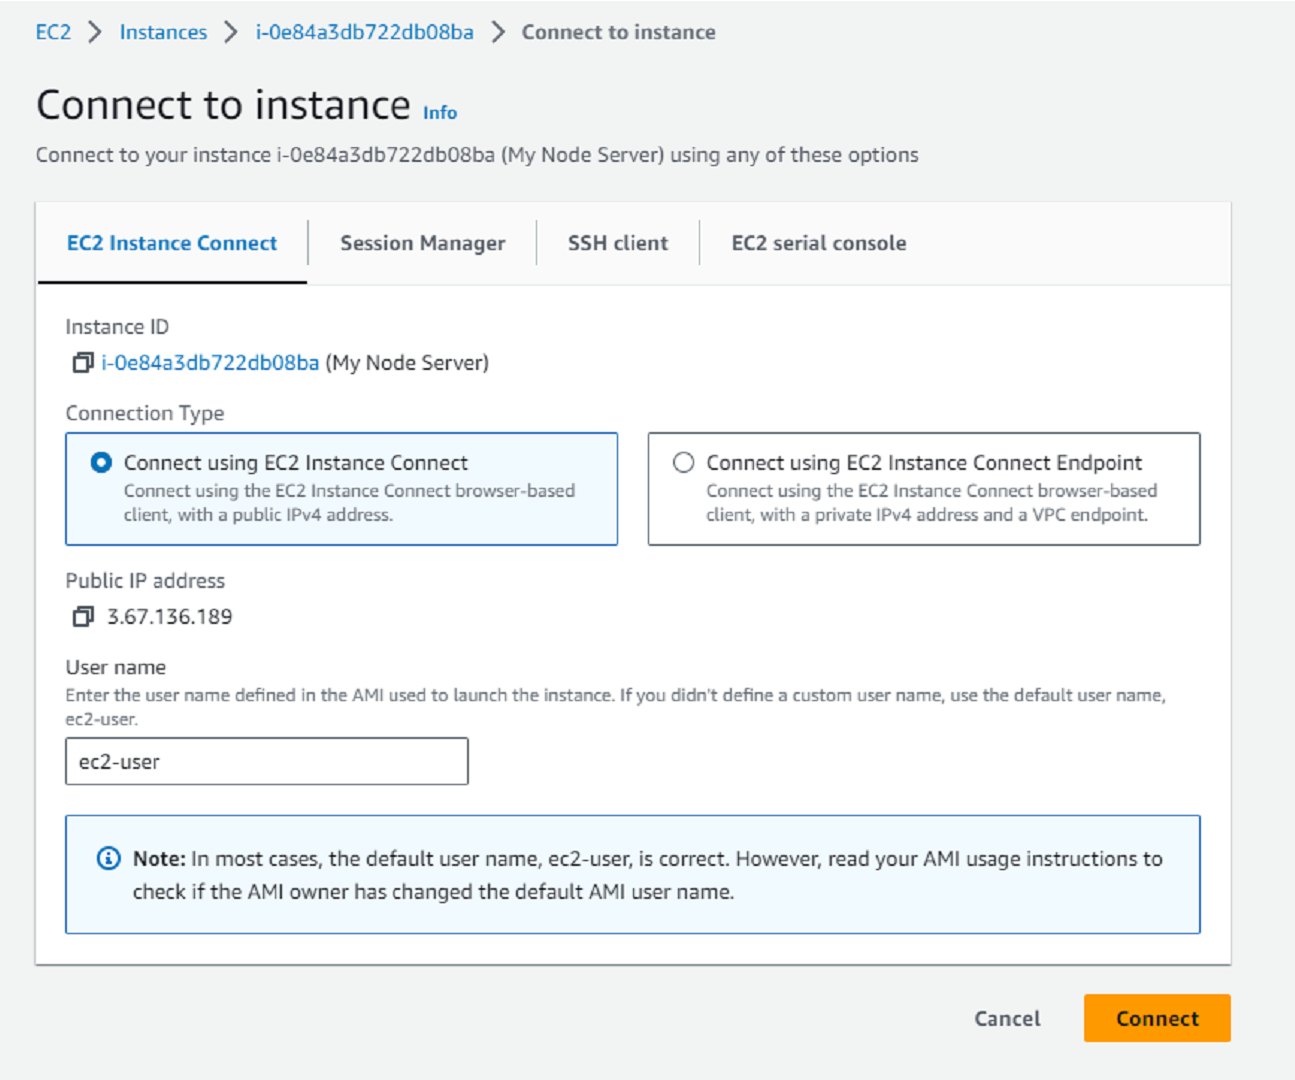 EC2 > Instances > i-0e84a3db722db08ba > Connect to instance
Connect to instance Info
Connect to your instance i-0e84a3db722db08ba (My Node Server) using any of these options
EC2 Instance Connect Session Manager SSH client EC2 serial console
Instance ID
i-0e84a3db722db08ba (My Node Server)
Connection Type
Connect using EC2 Instance Connect
Connect using the EC2 Instance Connect browser-based
client, with a public IPv4 address.
Connect using EC2 Instance Connect Endpoint
Connect using the EC2 Instance Connect browser-based
client, with a private IPv4 address and a VPC endpoint.
Public IP address
3.67.136.189
User name
Enter the user name defined in the AMI used to launch the instance. If you didn't define a custom user name, use the default user name,
ec2-user.
ec2-user
Note: In most cases, the default user name, ec2-user, is correct. However, read your AMI usage instructions to
check if the AMI owner has changed the default AMI user name.
Cancel Connect